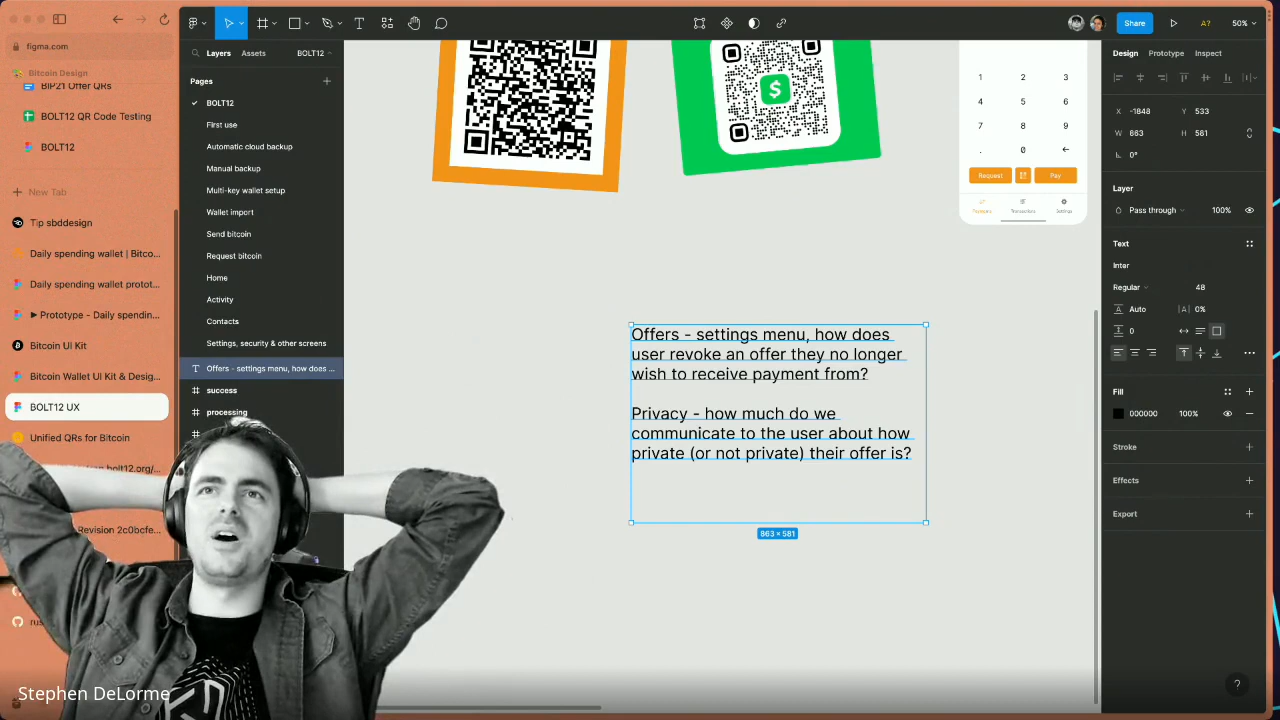 figma.com
Bitcoin Design
BIP21 Offer QRs
BOLT12 QR Code Testing
BOLT12
New Tab
Tip sbddesign
Daily spending wallet | Bitco...
Daily spending wallet protot...
Prototype - Daily spendin...
Bitcoin UI Kit
Bitcoin Wallet UI Kit & Desig...
BOLT12 UX
Unified QRs for Bitcoin
bolt12.org/...
Revision 2c0bcfe...
Layers
Assets
BOLT12
Pages
BOLT12
First use
Automatic cloud backup
Manual backup
Multi-key wallet setup
Wallet import
Send bitcoin
Request bitcoin
Home
Activity
Contacts
Settings, security & other screens
Offers - settings menu, how does ...
success
processing
$
1 2 3
4 5 6
7 8 9
. 0
Request
Pay
Payments
Transactions
Settings
Offers - settings menu, how does
user revoke an offer they no longer
wish to receive payment from?
Privacy - how much do we
communicate to the user about how
private (or not private) their offer is?
863 × 581
Share
A?
50%
Design
Prototype
Inspect
X -1848
Y 533
W 863
H 581
0°
Layer
Pass through
100%
Text
Inter
Regular
48
Auto
|A| 0%
0
Fill
000000
100%
Stroke
Effects
Export
?
Stephen DeLorme